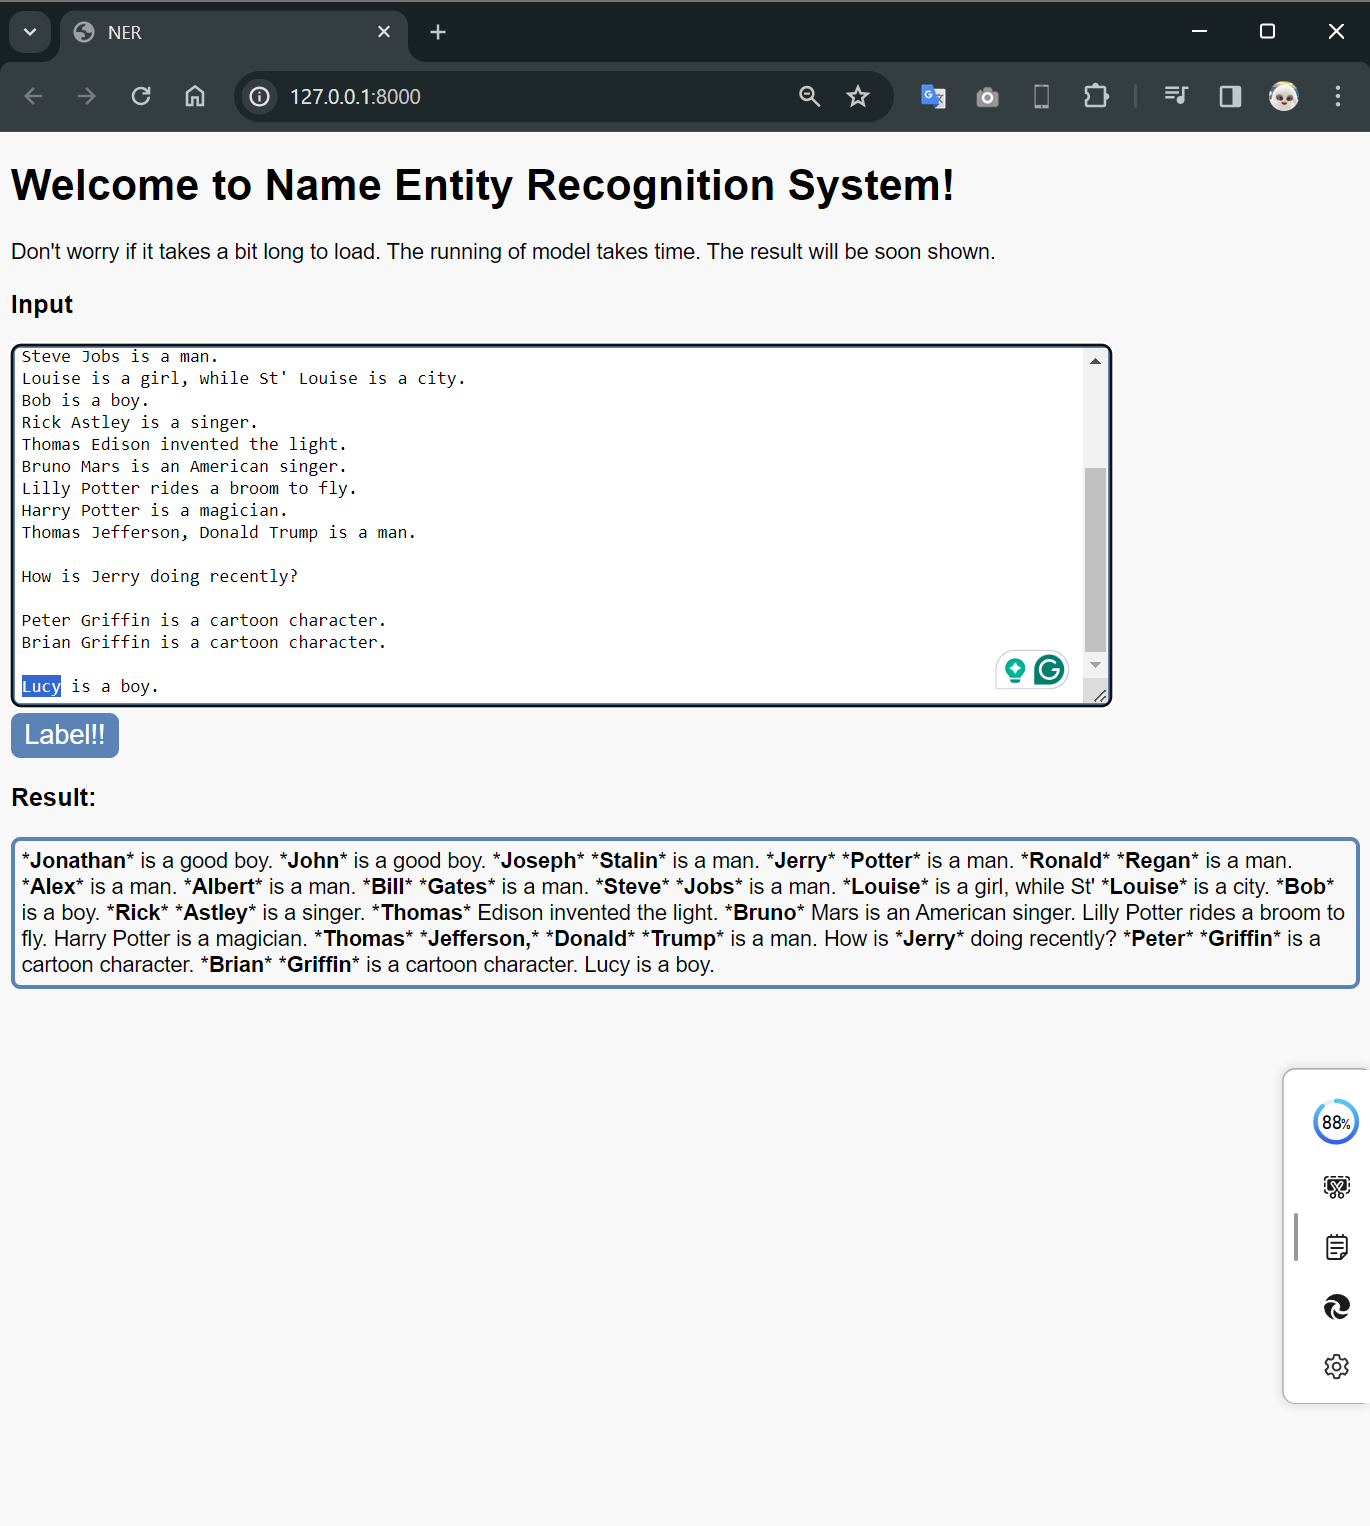 NER
127.0.0.1:8000
Welcome to Name Entity Recognition System!
Don't worry if it takes a bit long to load. The running of model takes time. The result will be soon shown.
Input
Steve Jobs is a man.
Louise is a girl, while St' Louise is a city.
Bob is a boy.
Rick Astley is a singer.
Thomas Edison invented the light.
Bruno Mars is an American singer.
Lilly Potter rides a broom to fly.
Harry Potter is a magician.
Thomas Jefferson, Donald Trump is a man.
How is Jerry doing recently?
Peter Griffin is a cartoon character.
Brian Griffin is a cartoon character.
Lucy is a boy.
Label!!
Result:
*Jonathan* is a good boy. *John* is a good boy. *Joseph* *Stalin* is a man. *Jerry* *Potter* is a man. *Ronald* *Regan* is a man.
*Alex* is a man. *Albert* is a man. *Bill* *Gates* is a man. *Steve* *Jobs* is a man. *Louise* is a girl, while St' *Louise* is a city. *Bob*
is a boy. *Rick* *Astley* is a singer. *Thomas* Edison invented the light. *Bruno* Mars is an American singer. Lilly Potter rides a broom to
fly. Harry Potter is a magician. *Thomas* *Jefferson,* *Donald* *Trump* is a man. How is *Jerry* doing recently? *Peter* *Griffin* is a
cartoon character. *Brian* *Griffin* is a cartoon character. Lucy is a boy.
88%